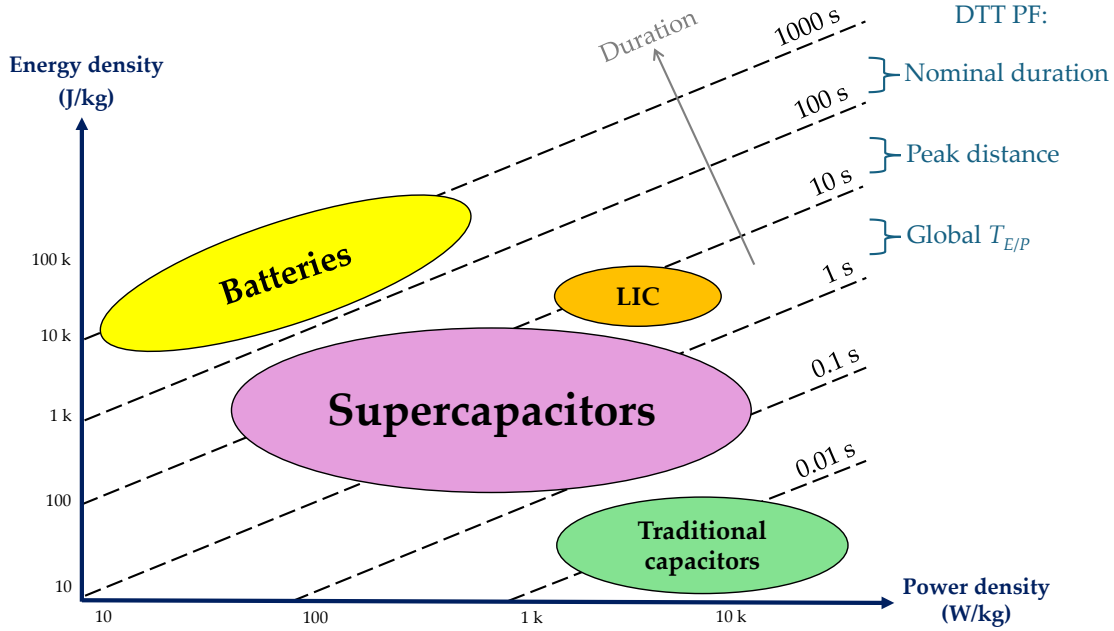 DTT PF:
Duration
1000 s
Energy density
(J/kg)
Nominal duration
100 s
Peak distance
10 s
Global T_{E/P}
100 k
Batteries
1 s
LIC
10 k
0.1 s
1 k
Supercapacitors
0.01 s
100
Traditional
capacitors
10
Power density
(W/kg)
10
100
1 k
10 k